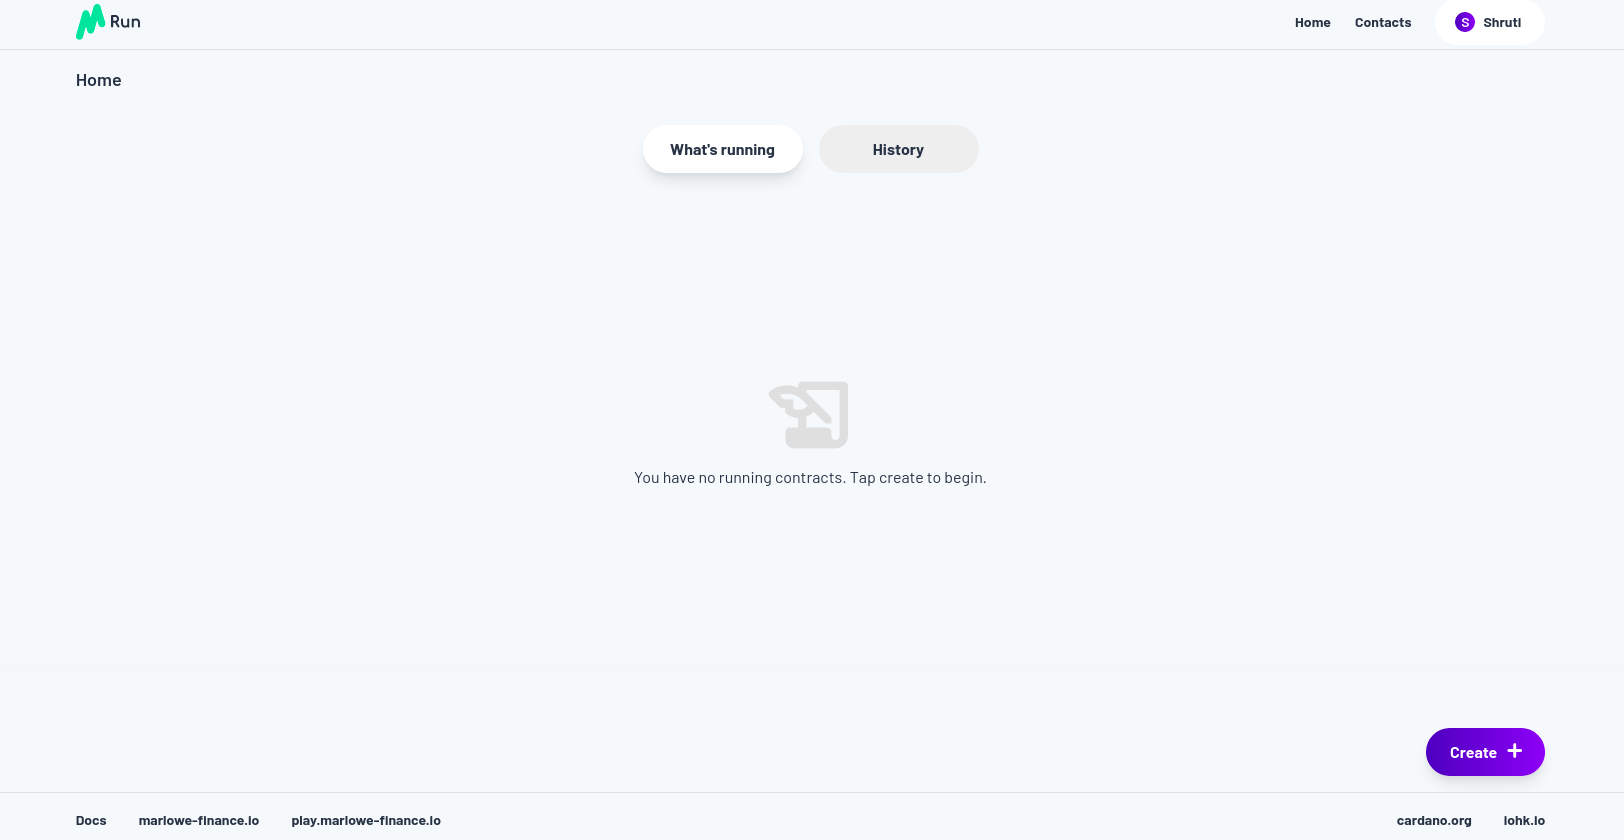 Run
Home Contacts S Shruti
Home
What's running History
You have no running contracts. Tap create to begin.
Create +
Docs marlowe-finance.io play.marlowe-finance.io cardano.org iohk.io